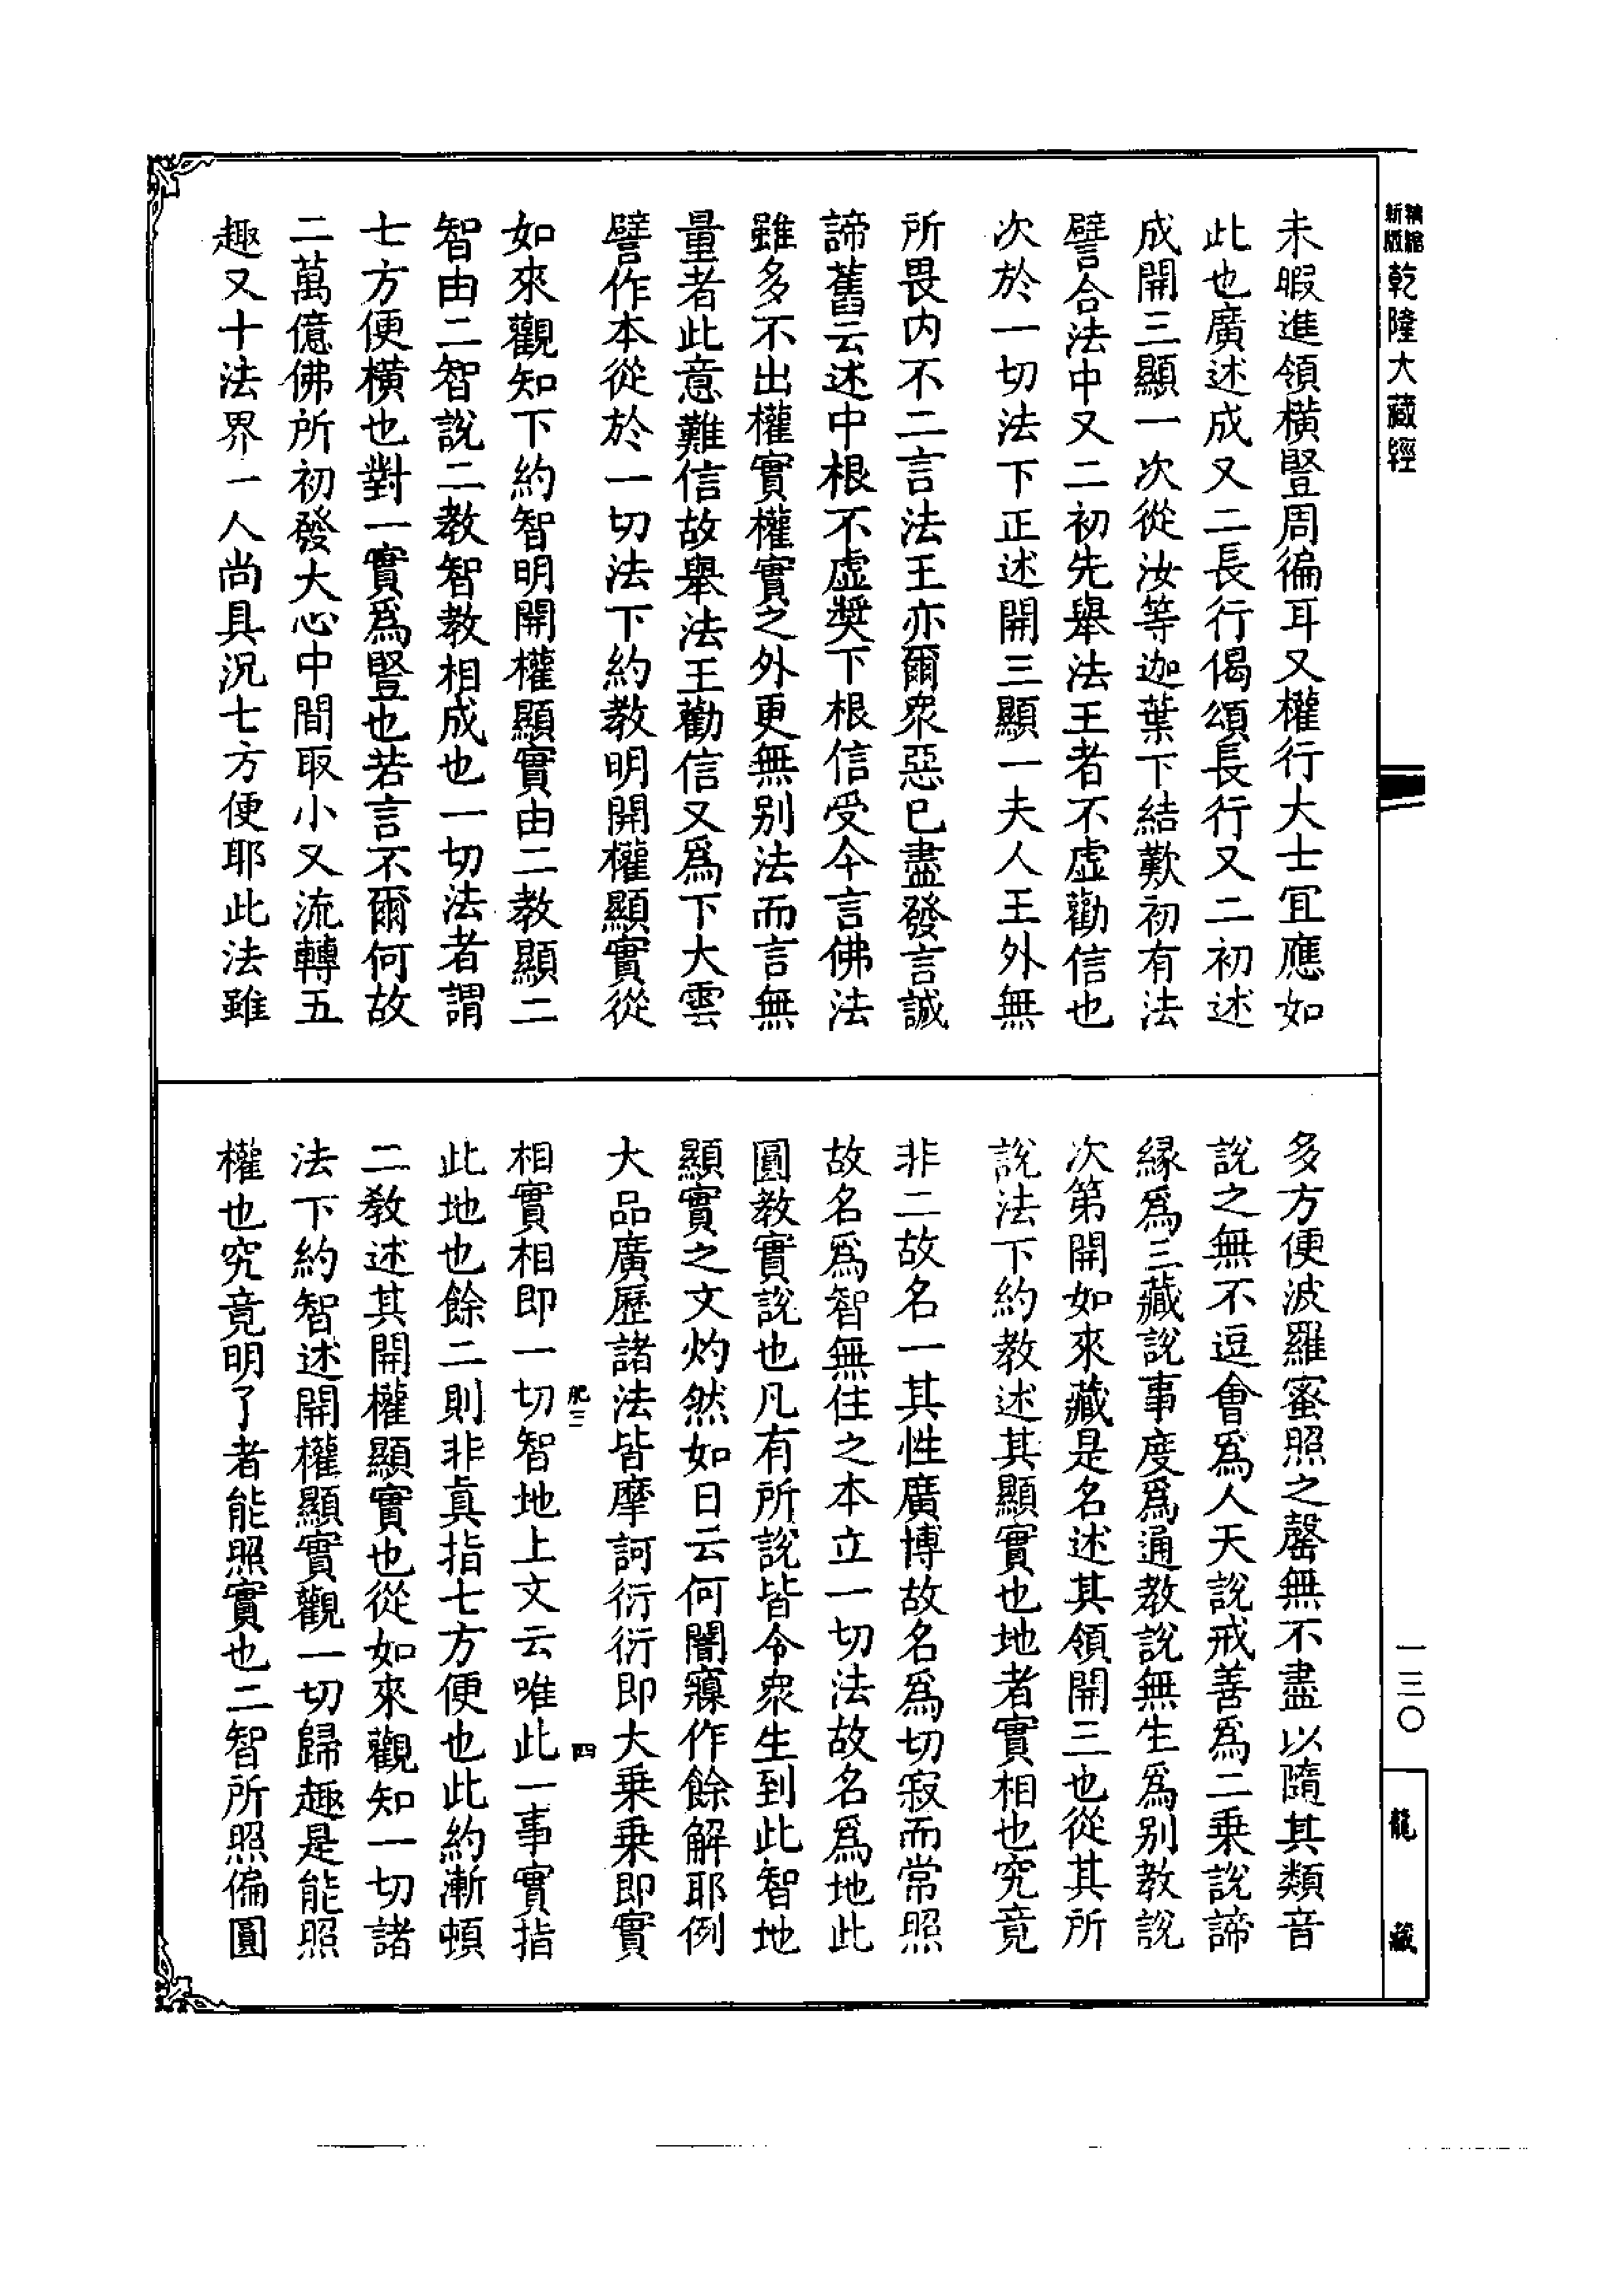 精縮
新版
乾隆大藏經
未暇進領橫豎周徧耳又權行大士宜應如
此也廣述成又二長行偈頌長行又二初述
成開三顯一次從汝等迦葉下結歎初有法
譬合法中又二初先舉法王者不虛勸信也
次於一切法下正述開三顯一夫人王外無
所畏內不二言法王亦爾衆惡已盡發言誠
諦舊云述中根不虛奬下根信受今言佛法
雖多不出權實權實之外更無别法而言無
量者此意難信故舉法王勸信又爲下大雲
譬作本從於一切法下約教明開權顯實從
如來觀知下約智明開權顯實由二教顯二
智由二智說二教智教相成也一切法者謂
七方便橫也對一實爲豎也若言不爾何故
二萬億佛所初發大心中間取小又流轉五
趣又十法界一人尚具況七方便耶此法雖
多方便波羅蜜照之罄無不盡以隨其類音
說之無不逗會爲人天說戒善爲二乘說諦
緣爲三藏說事度爲通教說無生爲别教說
次第開如來藏是名述其領開三也從其所
說法下約教述其顯實也地者實相也究竟
非二故名一其性廣博故名爲切寂而常照
故名爲智無住之本立一切法故名爲地此
圓教實說也凡有所說皆令衆生到此智地
顯實之文灼然如日云何闇寱作餘解耶例
大品廣歷諸法皆摩訶衍衍即大乘乘即實
肥三
四
相實相即一切智地上文云唯此一事實指
此地也餘二則非真指七方便也此約漸頓
二教述其開權顯實也從如來觀知一切諸
法下約智述開權顯實觀一切歸趣是能照
權也究竟明了者能照實也二智所照偏圓
一三〇
龍藏